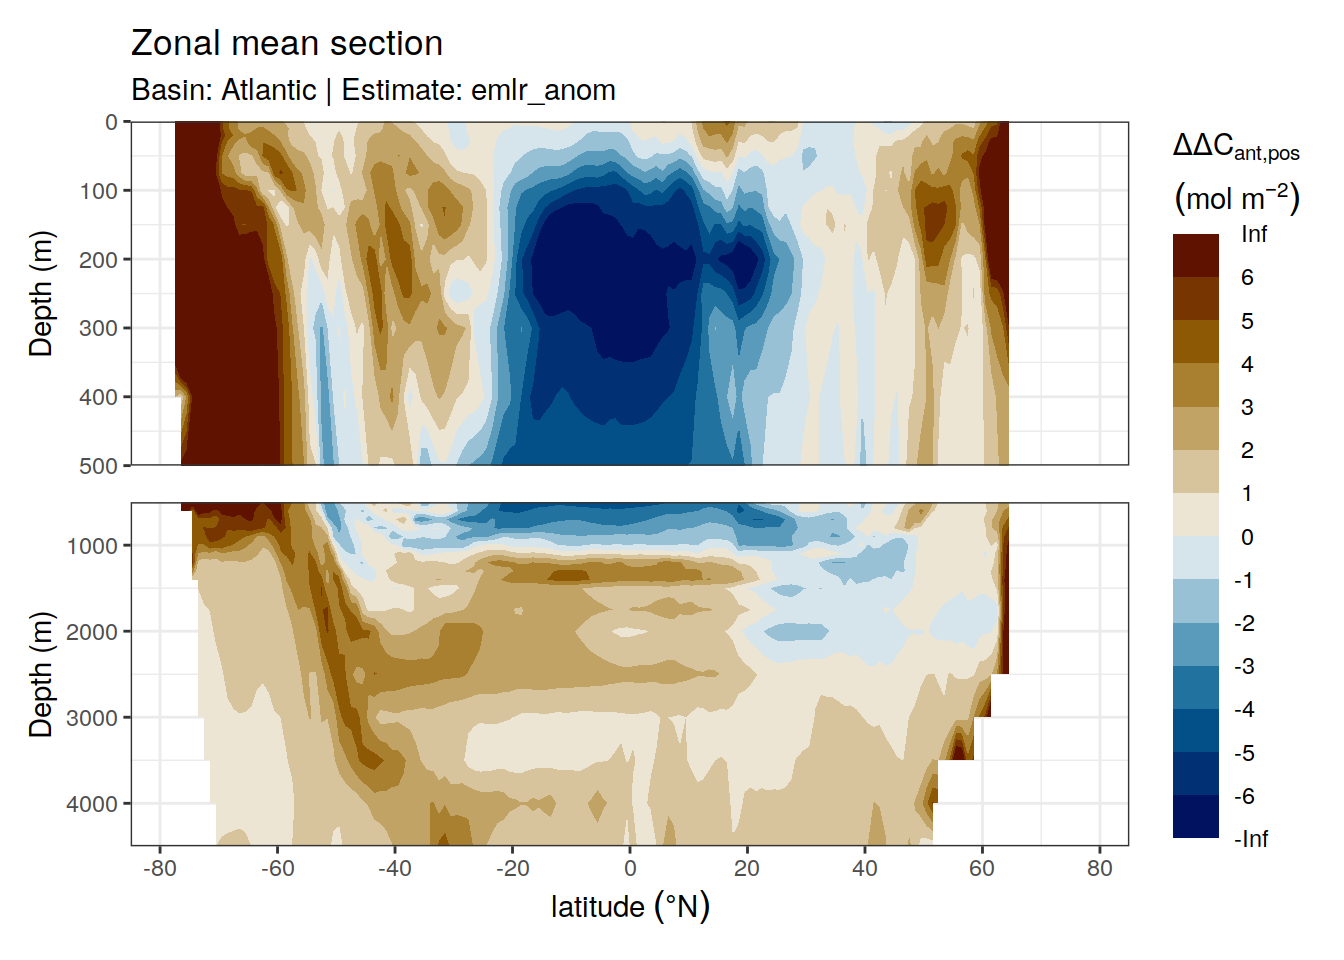 Zonal mean section
Basin: Atlantic | Estimate: emlr_anom
0
100
200
300
400
500
Depth (m)
1000
2000
3000
4000
Depth (m)
-80 -60 -40 -20 0 20 40 60 80
latitude (°N)
ΔΔCant,pos
(mol m−2)
Inf
6
5
4
3
2
1
0
-1
-2
-3
-4
-5
-6
-Inf